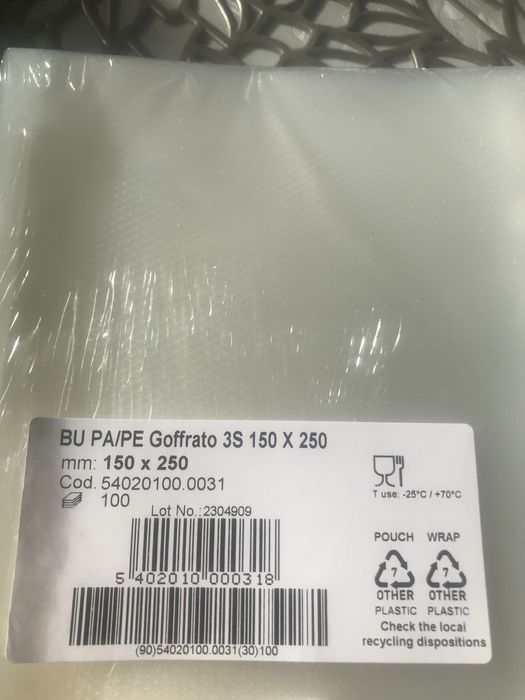 BU PA/PE Goffrato 3S 150 X 250
mm: 150 x 250
Cod. 54020100.0031
100
Lot No.:2304909
5 402010 000318
(90)54020100.0031(30)100
T use: -25°C / +70°C
POUCH WRAP
7 7
OTHER OTHER
PLASTIC PLASTIC
Check the local
recycling dispositions